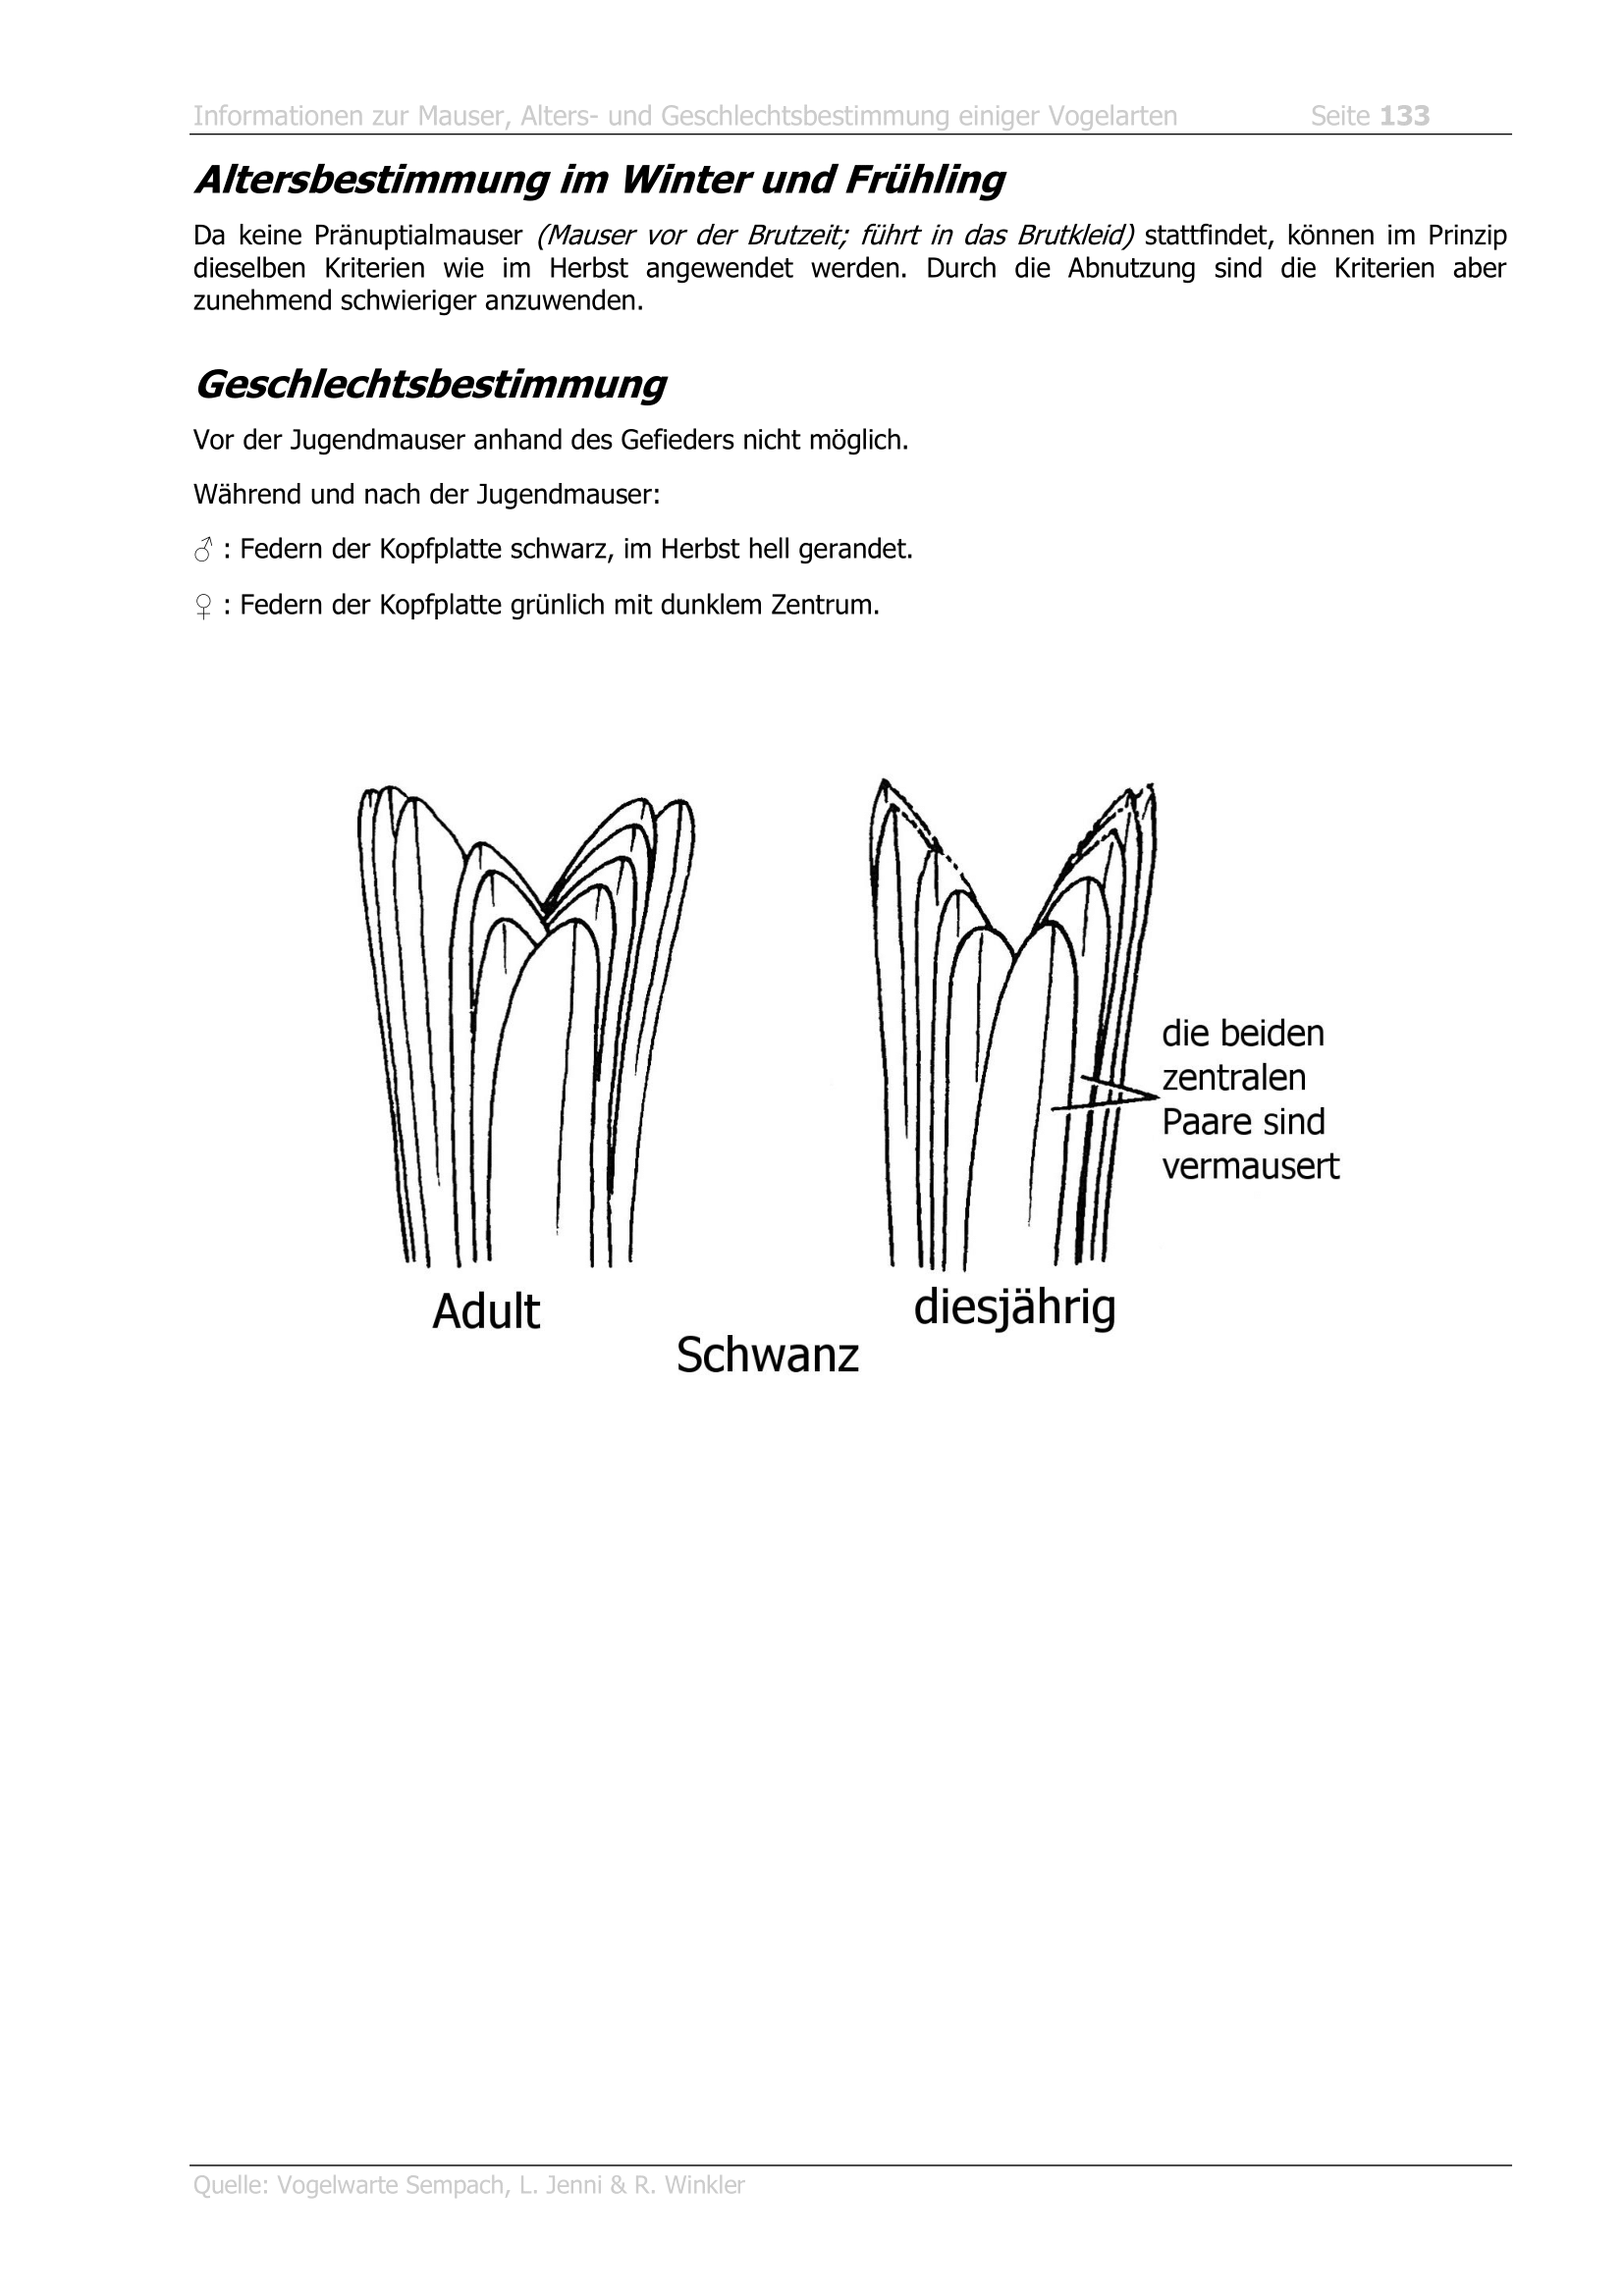 Informationen zur Mauser, Alters- und Geschlechtsbestimmung einiger Vogelarten Seite 133
Altersbestimmung im Winter und Frühling
Da keine Pränuptialmauser (Mauser vor der Brutzeit; führt in das Brutkleid) stattfindet, können im Prinzip
dieselben Kriterien wie im Herbst angewendet werden. Durch die Abnutzung sind die Kriterien aber
zunehmend schwieriger anzuwenden.
Geschlechtsbestimmung
Vor der Jugendmauser anhand des Gefieders nicht möglich.
Während und nach der Jugendmauser:
♂ : Federn der Kopfplatte schwarz, im Herbst hell gerandet.
♀ : Federn der Kopfplatte grünlich mit dunklem Zentrum.
die beiden
zentralen
Paare sind
vermausert
Adult
diesjährig
Schwanz
Quelle: Vogelwarte Sempach, L. Jenni & R. Winkler